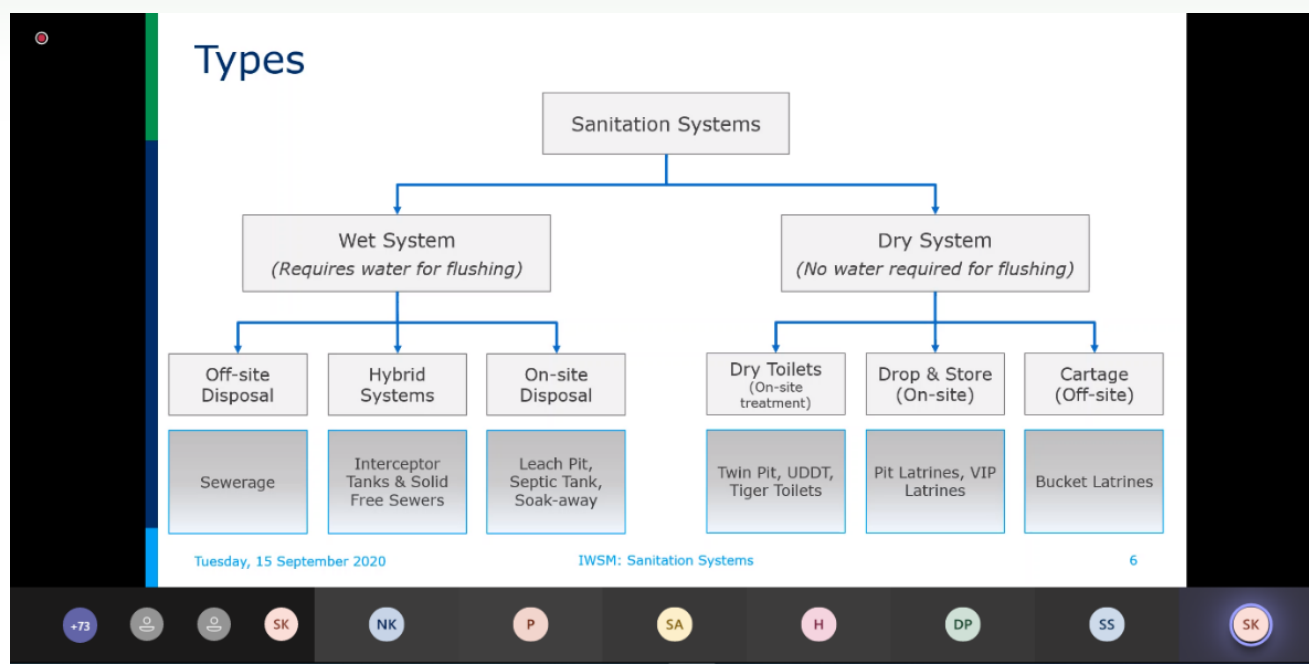 Types
Sanitation Systems
Wet System
(Requires water for flushing)
Dry System
(No water required for flushing)
Off-site
Disposal
Hybrid
Systems
On-site
Disposal
Dry Toilets
(On-site
treatment)
Drop & Store
(On-site)
Cartage
(Off-site)
Sewerage
Interceptor
Tanks & Solid
Free Sewers
Leach Pit,
Septic Tank,
Soak-away
Twin Pit, UDDT,
Tiger Toilets
Pit Latrines, VIP
Latrines
Bucket Latrines
Tuesday, 15 September 2020
IWSM: Sanitation Systems
6
+73
SK
NK
P
SA
H
DP
SS
SK